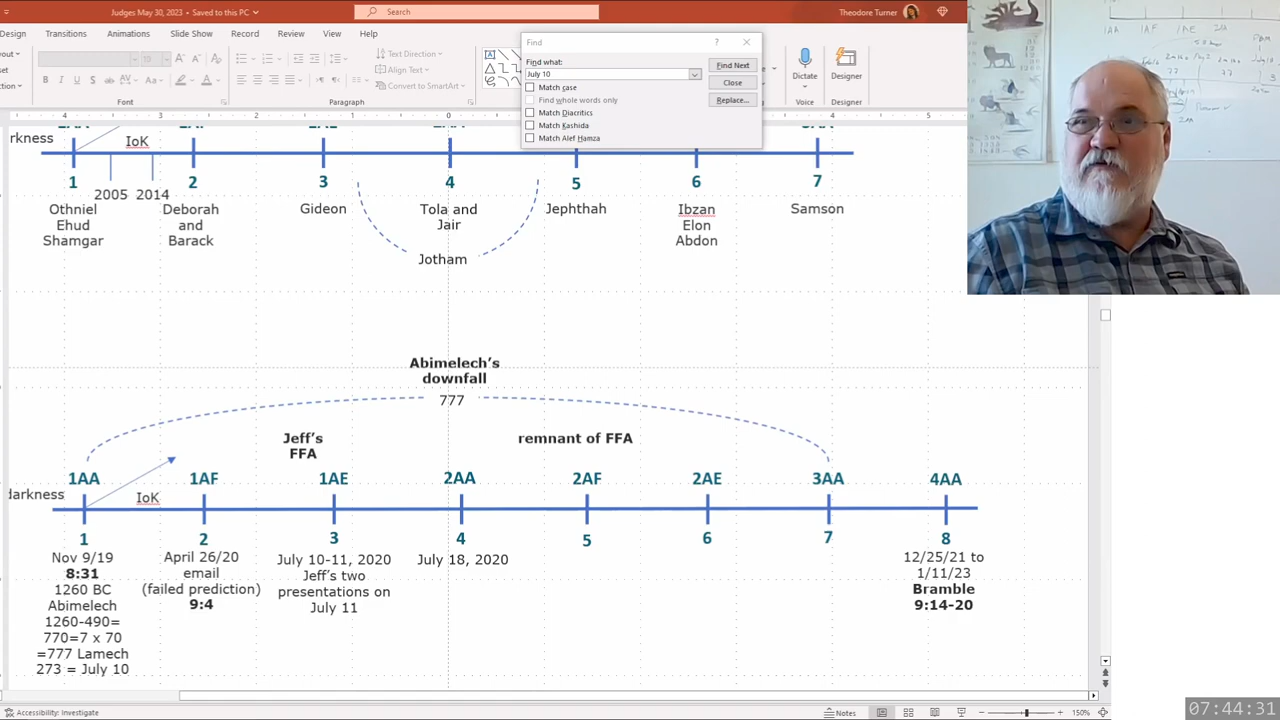 Judges May 30, 2023 • Saved to this PC
Search
Theodore Turner
Design Transitions Animations Slide Show Record Review View Help
Text Direction
Align Text
Convert to SmartArt
Dictate
Designer
Font
Paragraph
Voice
Designer
Find
? 
Find what:
July 10
Find Next
Match case
Close
Find whole words only
Replace...
Match Diacritics
Match Kashida
Match Alef Hamza
4 3 2 1 0 5
rkness
IoK
1 2 3 4 5 6 7
2005 2014
Othniel
Ehud
Shamgar
Deborah
and
Barack
Gideon
Tola and
Jair
Jephthah
Ibzan
Elon
Abdon
Samson
Jotham
Abimelech's
downfall
777
Jeff's
FFA
remnant of FFA
1AA 1AF 1AE 2AA 2AF 2AE 3AA 4AA
darkness
IoK
1 2 3 4 5 6 7 8
Nov 9/19
8:31
1260 BC
Abimelech
1260-490=
770=7 x 70
=777 Lamech
273 = July 10
April 26/20
email
(failed prediction)
9:4
July 10-11, 2020
Jeff's two
presentations on
July 11
July 18, 2020
12/25/21 to
1/11/23
Bramble
9:14-20
Accessibility: Investigate
Notes
150%
07:44:31